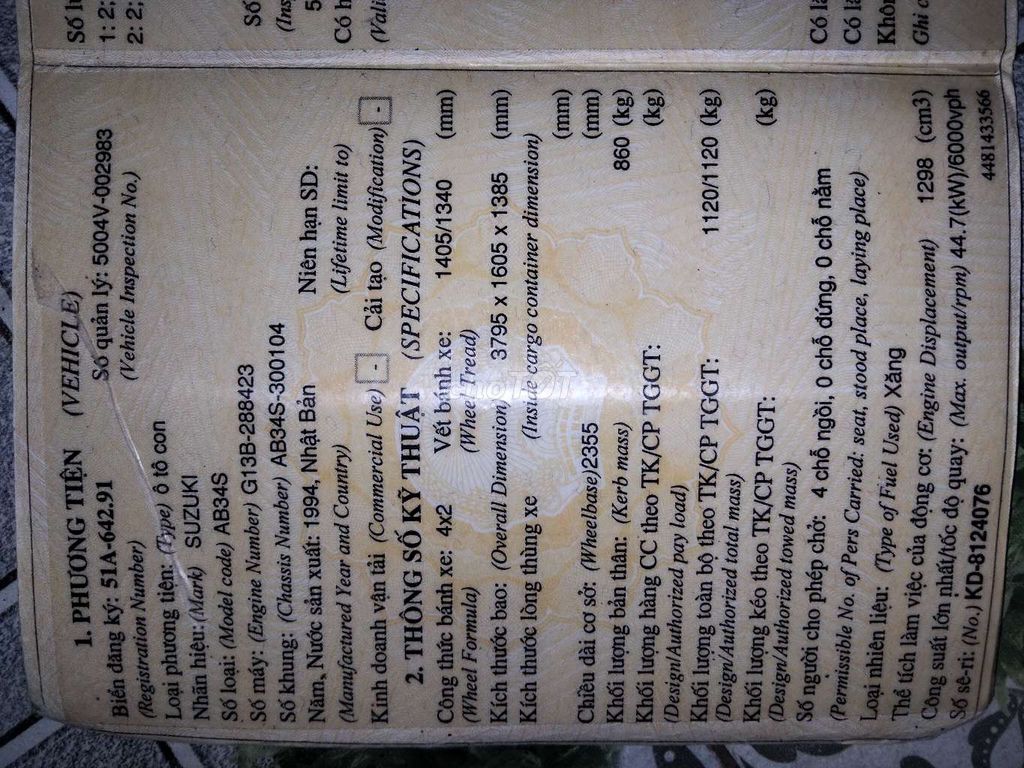 1. PHƯƠNG TIỆN (VEHICLE)
Biển đăng ký: 51A-642.91 Số quản lý: 5004V-002983
(Registration Number) (Vehicle Inspection No.)
Loại phương tiện: (Type) ô tô con
Nhãn hiệu: (Mark) SUZUKI
Số loại: (Model code) AB34S
Số máy: (Engine Number) G13B-288423
Số khung: (Chassis Number) AB34S-300104
Năm, Nước sản xuất: 1994, Nhật Bản Niên hạn SD:
(Manufactured Year and Country) (Lifetime limit to)
Kinh doanh vận tải (Commercial Use) - Cải tạo (Modification) -
2. THÔNG SỐ KỸ THUẬT (SPECIFICATIONS)
Công thức bánh xe: 4x2 Vết bánh xe: 1405/1340 (mm)
(Wheel Formula) (Wheel Tread)
Kích thước bao: (Overall Dimension) 3795 x 1605 x 1385 (mm)
Kích thước lòng thùng xe (Inside cargo container dimension)
(mm)
Chiều dài cơ sở: (Wheelbase) 2355 (mm)
Khối lượng bản thân: (Kerb mass) 860 (kg)
Khối lượng hàng CC theo TK/CP TGGT: (kg)
(Design/Authorized pay load)
Khối lượng toàn bộ theo TK/CP TGGT: 1120/1120 (kg)
(Design/Authorized total mass)
Khối lượng kéo theo TK/CP TGGT: (kg)
(Design/Authorized towed mass)
Số người cho phép chở: 4 chỗ ngồi, 0 chỗ đứng, 0 chỗ nằm
(Permissible No. of Pers Carried: seat, stood place, laying place)
Loại nhiên liệu: (Type of Fuel Used) Xăng
Thể tích làm việc của động cơ: (Engine Displacement) 1298 (cm3)
Công suất lớn nhất/tốc độ quay: (Max. output/rpm) 44.7(kW)/6000vph
Số sê-ri: (No.) KD-8124076 4481433566